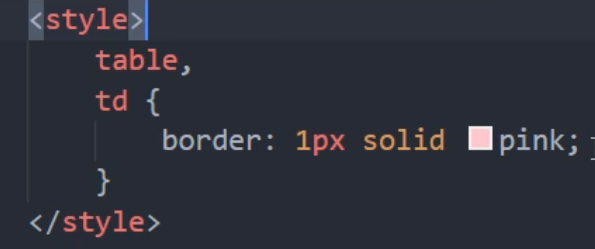 <style>
table,
td {
border: 1px solid pink;
}
</style>